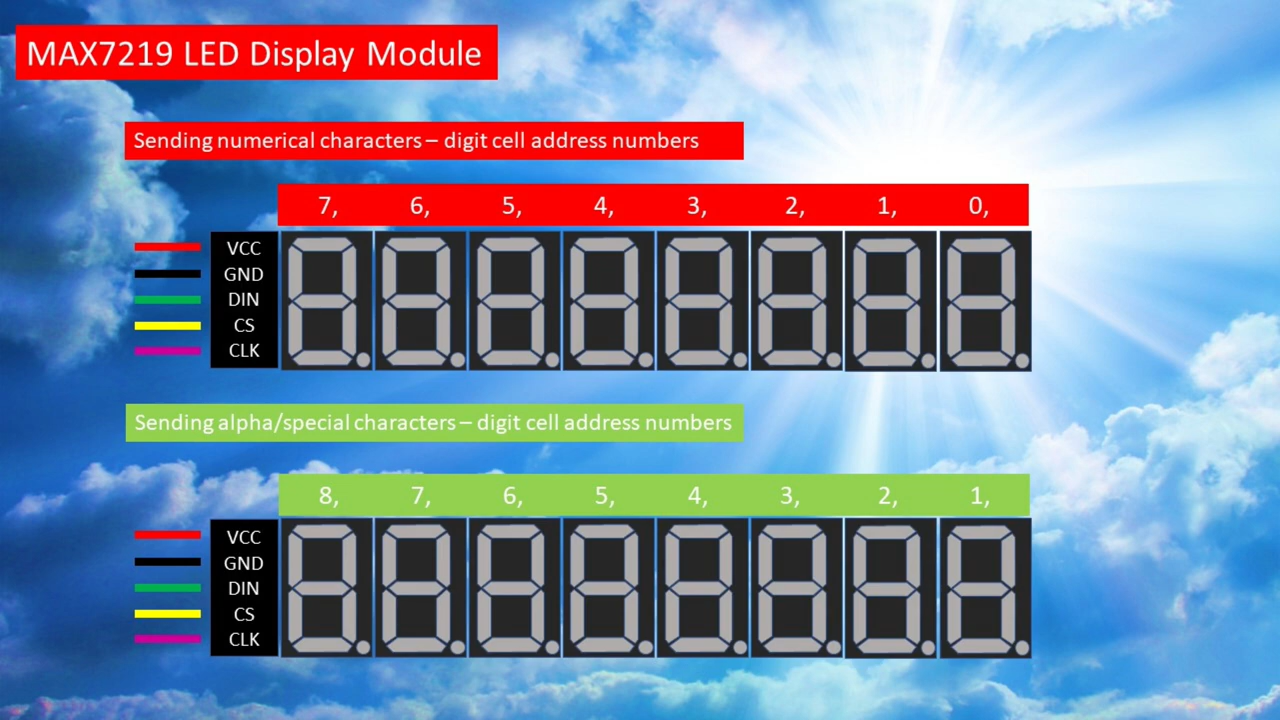 MAX7219 LED Display Module
Sending numerical characters – digit cell address numbers
7, 6, 5, 4, 3, 2, 1, 0,
VCC
GND
DIN
CS
CLK
Sending alpha/special characters – digit cell address numbers
8, 7, 6, 5, 4, 3, 2, 1,
VCC
GND
DIN
CS
CLK